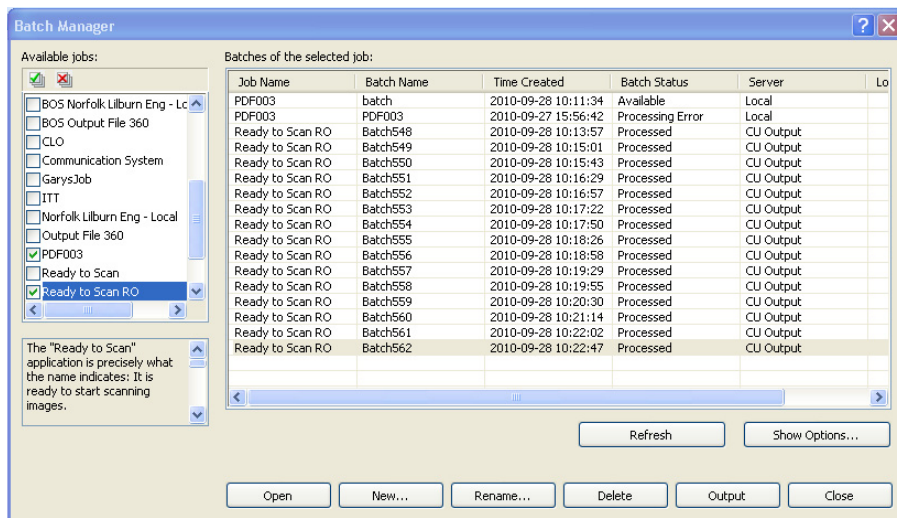 Batch Manager
Available jobs:
BOS Norfolk Lilburn Eng - Lc
BOS Output File 360
CLO
Communication System
GarysJob
ITT
Norfolk Lilburn Eng - Local
Output File 360
PDF003
Ready to Scan
Ready to Scan RO
The "Ready to Scan"
application is precisely what
the name indicates: It is
ready to start scanning
images.
Batches of the selected job:
Job Name Batch Name Time Created Batch Status Server Lo
PDF003 batch 2010-09-28 10:11:34 Available Local
PDF003 PDF003 2010-09-27 15:56:42 Processing Error Local
Ready to Scan RO Batch548 2010-09-28 10:13:57 Processed CU Output
Ready to Scan RO Batch549 2010-09-28 10:15:01 Processed CU Output
Ready to Scan RO Batch550 2010-09-28 10:15:43 Processed CU Output
Ready to Scan RO Batch551 2010-09-28 10:16:29 Processed CU Output
Ready to Scan RO Batch552 2010-09-28 10:16:57 Processed CU Output
Ready to Scan RO Batch553 2010-09-28 10:17:22 Processed CU Output
Ready to Scan RO Batch554 2010-09-28 10:17:50 Processed CU Output
Ready to Scan RO Batch555 2010-09-28 10:18:26 Processed CU Output
Ready to Scan RO Batch556 2010-09-28 10:18:58 Processed CU Output
Ready to Scan RO Batch557 2010-09-28 10:19:29 Processed CU Output
Ready to Scan RO Batch558 2010-09-28 10:19:55 Processed CU Output
Ready to Scan RO Batch559 2010-09-28 10:20:30 Processed CU Output
Ready to Scan RO Batch560 2010-09-28 10:21:14 Processed CU Output
Ready to Scan RO Batch561 2010-09-28 10:22:02 Processed CU Output
Ready to Scan RO Batch562 2010-09-28 10:22:47 Processed CU Output
Refresh Show Options...
Open New... Rename... Delete Output Close